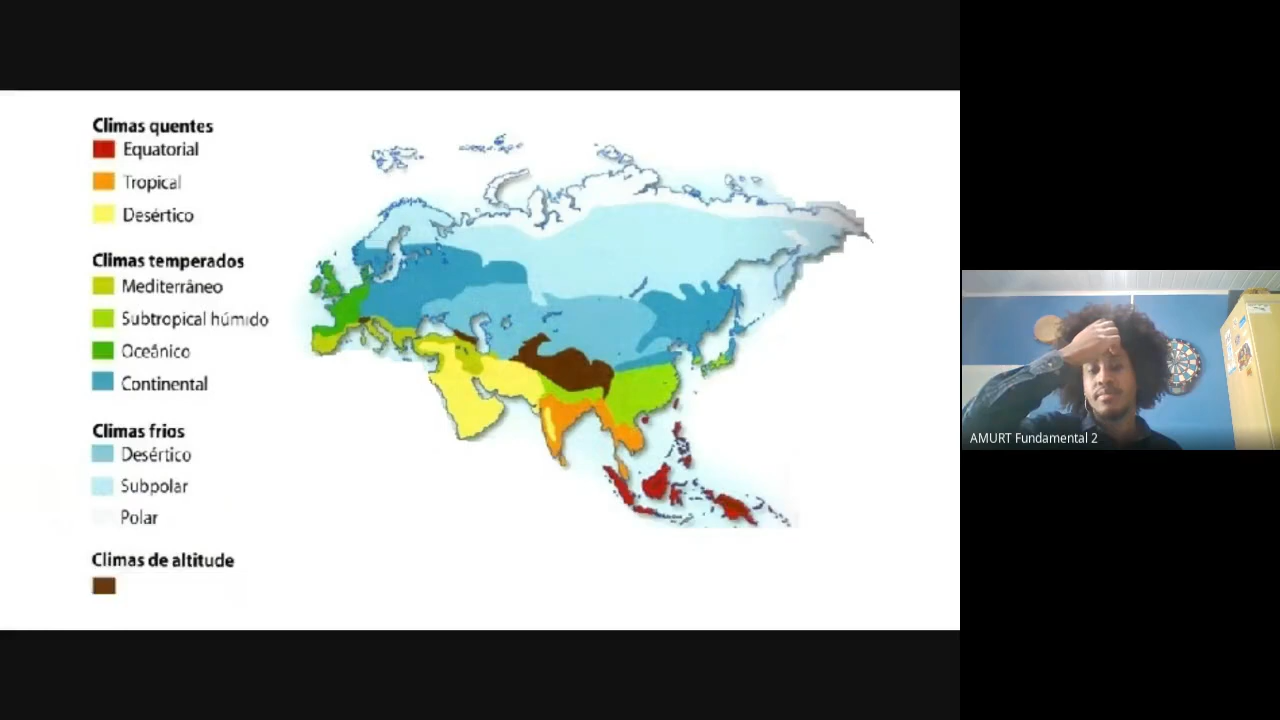 Climas quentes
Equatorial
Tropical
Desértico
Climas temperados
Mediterrâneo
Subtropical húmido
Oceânico
Continental
Climas frios
Desértico
Subpolar
Polar
Climas de altitude
AMURT Fundamental 2